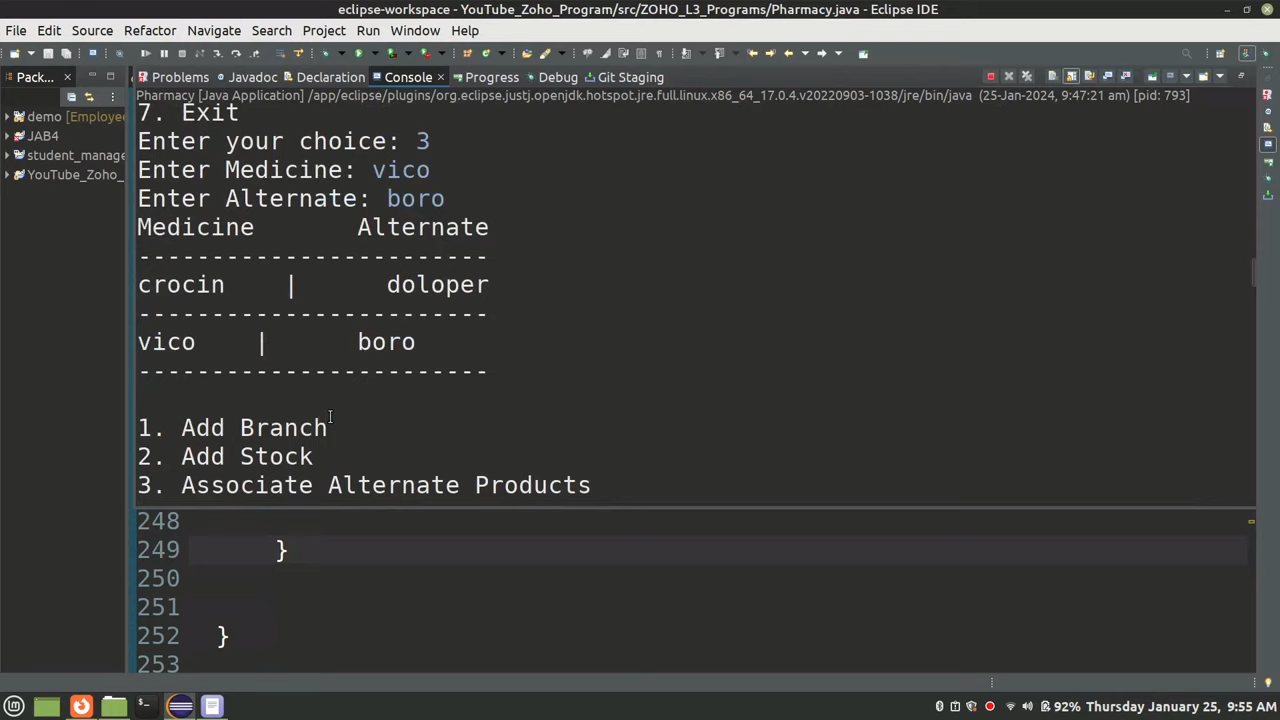 eclipse-workspace - YouTube_Zoho_Program/src/ZOHO_L3_Programs/Pharmacy.java - Eclipse IDE
File Edit Source Refactor Navigate Search Project Run Window Help
Pack...
Problems Javadoc Declaration Console Progress Debug Git Staging
Pharmacy [Java Application] /app/eclipse/plugins/org.eclipse.justj.openjdk.hotspot.jre.full.linux.x86_64_17.0.4.v20220903-1038/jre/bin/java (25-Jan-2024, 9:47:21 am) [pid: 793]
demo [Employee
JAB4
student_manage
YouTube_Zoho_
7. Exit
Enter your choice: 3
Enter Medicine: vico
Enter Alternate: boro
Medicine       Alternate
------------------------
crocin    |      doloper
------------------------
vico    |      boro
------------------------
1. Add Branch
2. Add Stock
3. Associate Alternate Products
248
249 }
250
251
252 }
253
92% Thursday January 25, 9:55 AM